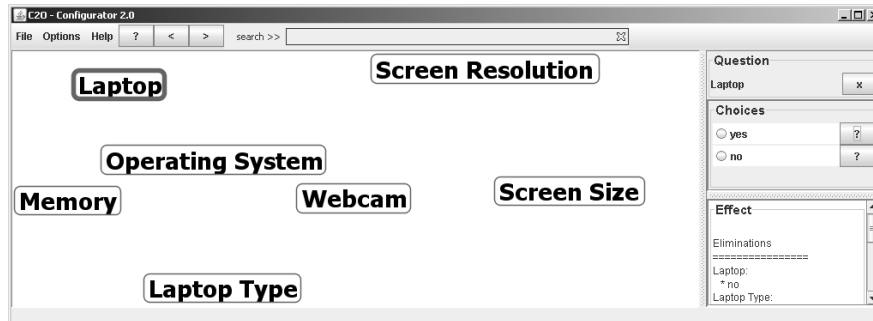 C2O - Configurator 2.0
File Options Help ? < > search >>
Laptop
Screen Resolution
Operating System
Memory
Webcam
Screen Size
Laptop Type
Question
Laptop x
Choices
yes ?
no ?
Effect
Eliminations
================
Laptop:
* no
Laptop Type: